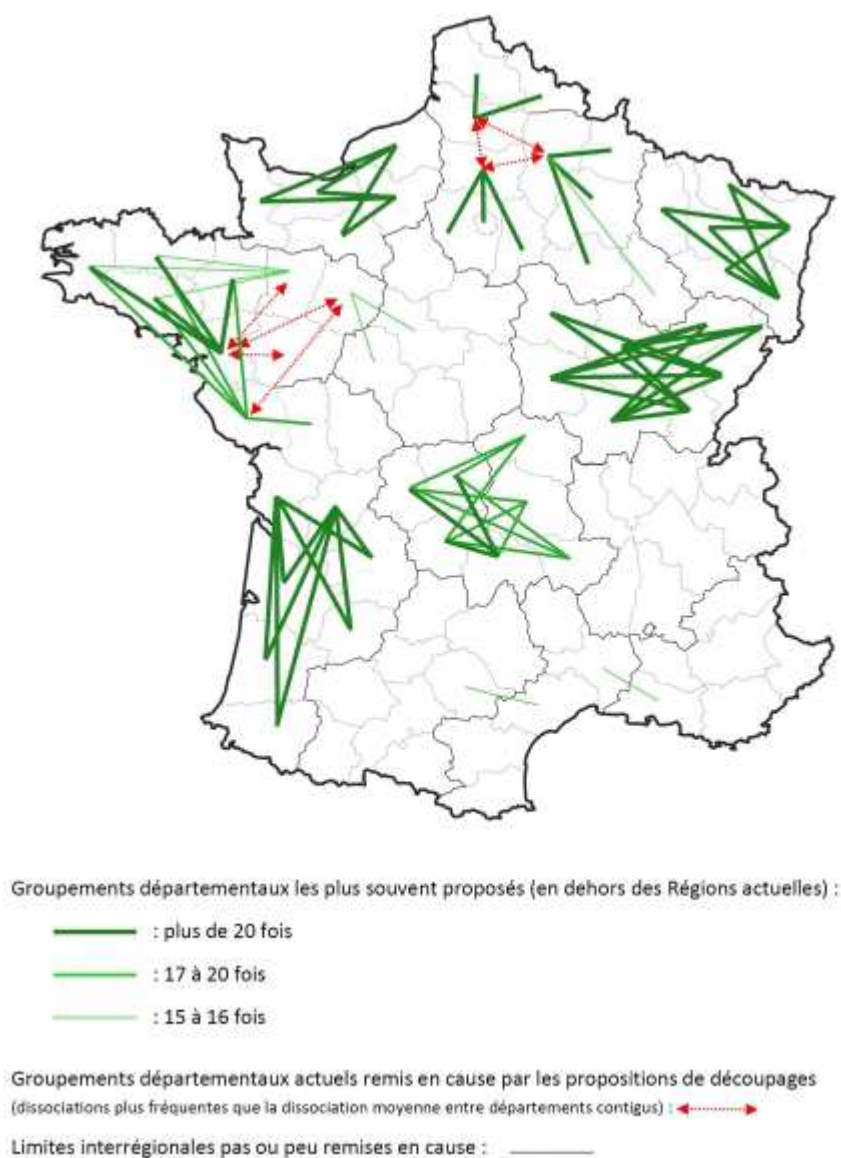 Groupements départementaux les plus souvent proposés (en dehors des Régions actuelles) :
: plus de 20 fois
: 17 à 20 fois
: 15 à 16 fois
Groupements départementaux actuels remis en cause par les propositions de découpages
(dissociations plus fréquentes que la dissociation moyenne entre départements contigus) :
Limites interrégionales pas ou peu remises en cause :